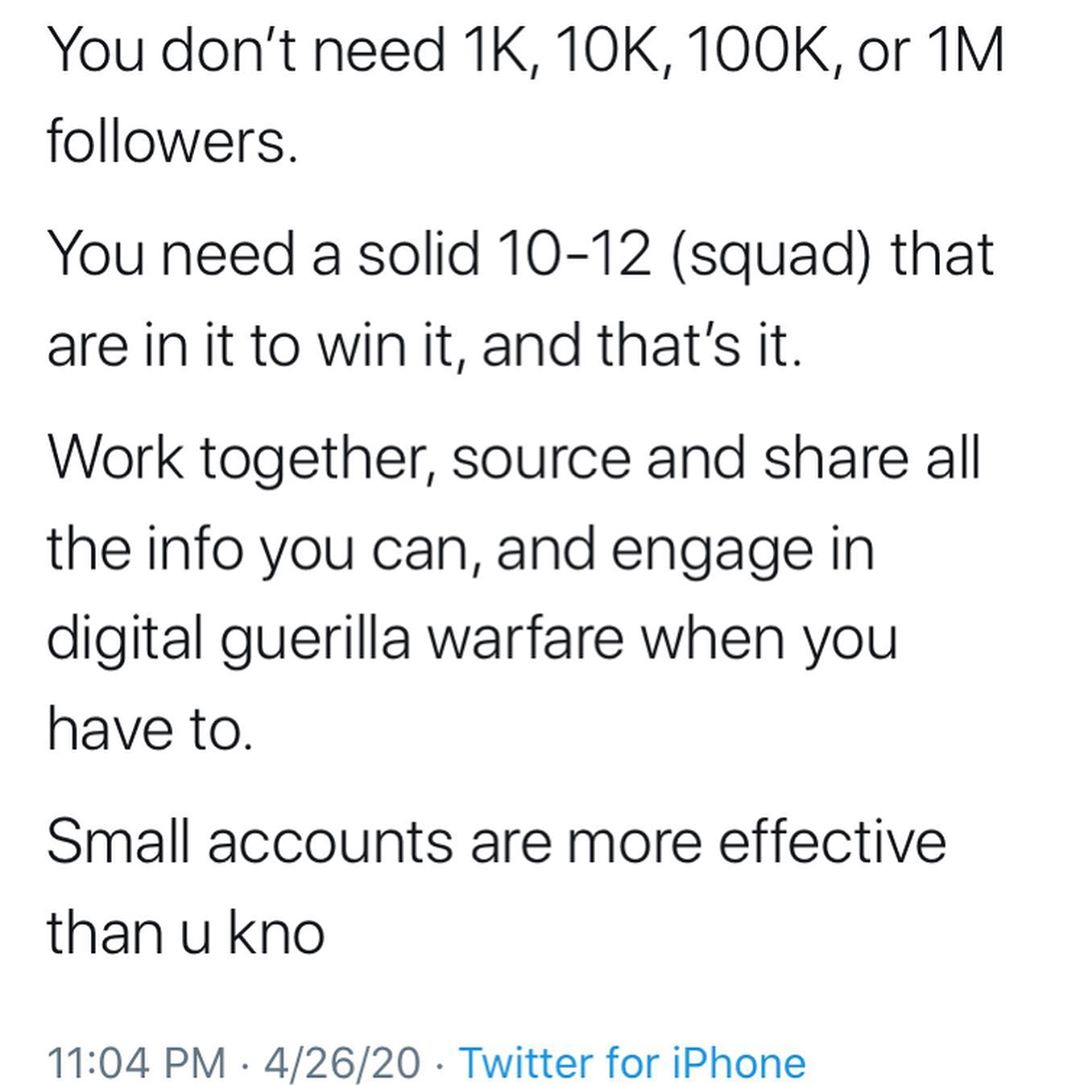 You don’t need 1K, 10K, 100K, or 1M
followers.
You need a solid 10-12 (squad) that
are in it to win it, and that’s it.
Work together, source and share all
the info you can, and engage in
digital guerilla warfare when you
have to.
Small accounts are more effective
than u kno
11:04 PM · 4/26/20 · Twitter for iPhone